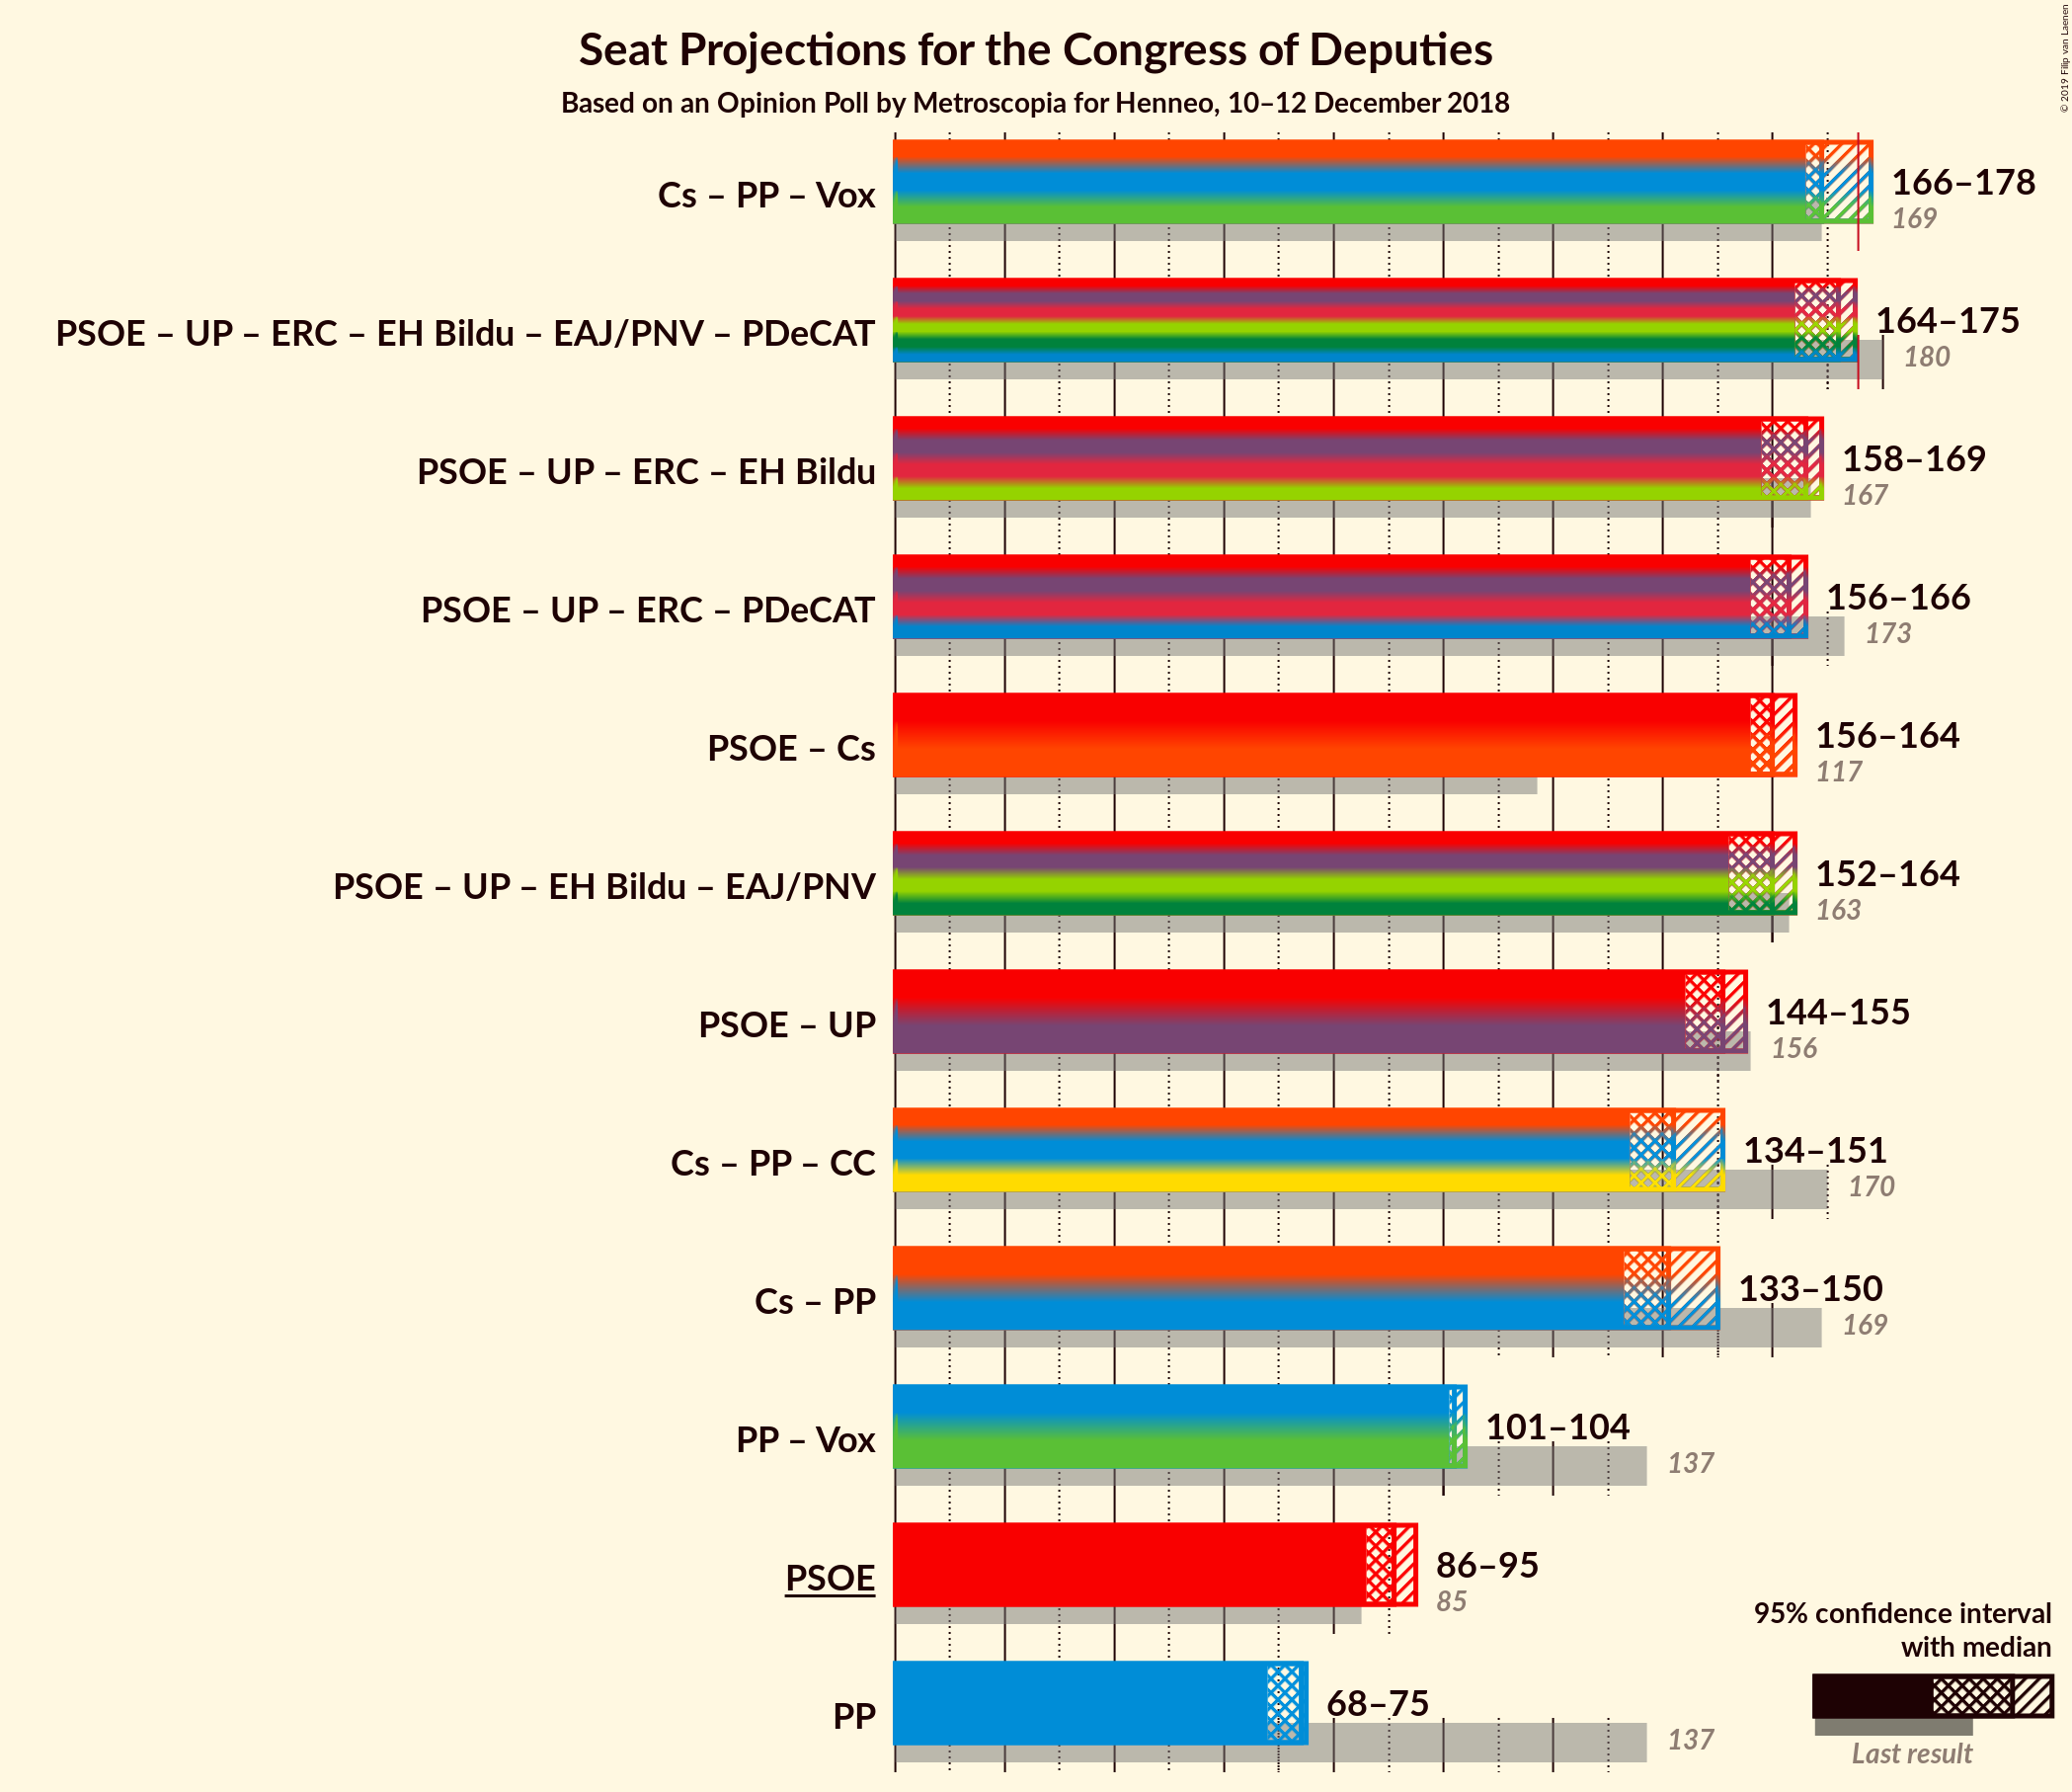 Seat Projections for the Congress of Deputies
Based on an Opinion Poll by Metroscopia for Henneo, 10–12 December 2018
© 2019 Filip van Laenen
Cs – PP – Vox
166–178
169
PSOE – UP – ERC – EH Bildu – EAJ/PNV – PDeCAT
164–175
180
PSOE – UP – ERC – EH Bildu
158–169
167
PSOE – UP – ERC – PDeCAT
156–166
173
PSOE – Cs
156–164
117
PSOE – UP – EH Bildu – EAJ/PNV
152–164
163
PSOE – UP
144–155
156
Cs – PP – CC
134–151
170
Cs – PP
133–150
169
PP – Vox
101–104
137
PSOE
86–95
85
PP
68–75
137
95% confidence interval
with median
Last result